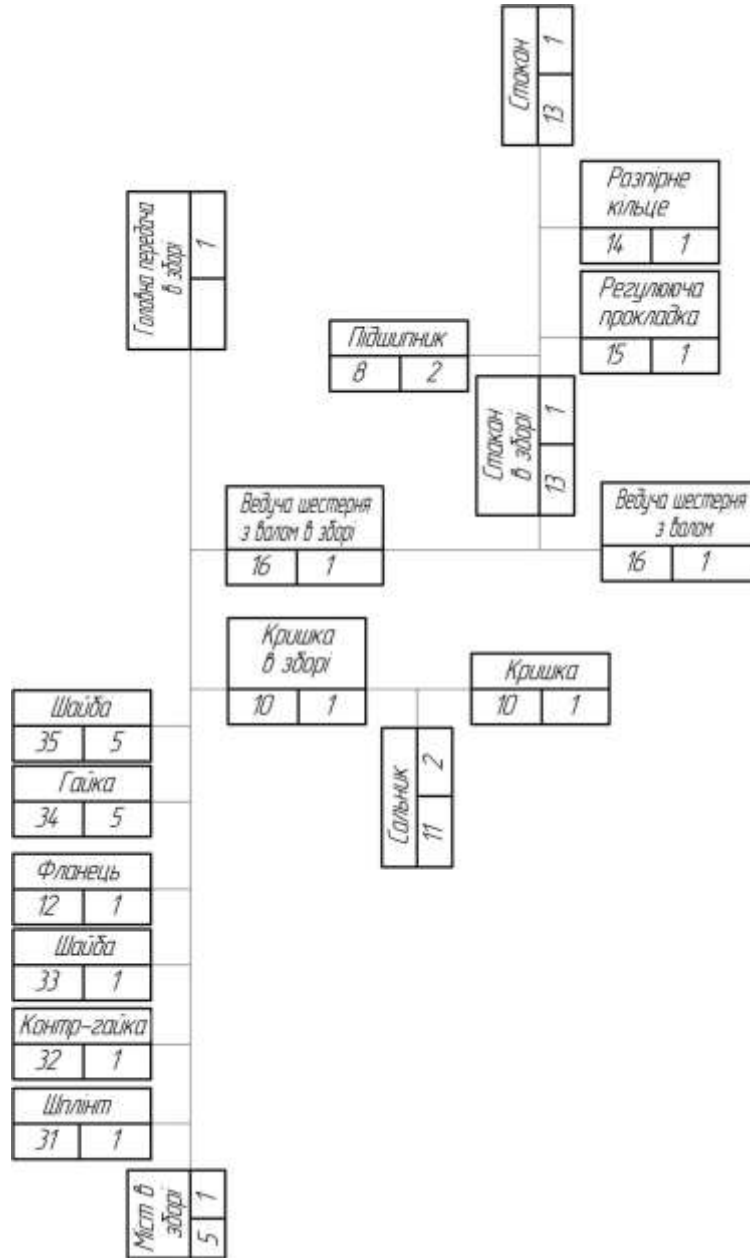 Стакан
13 1
Розпірне
кільце
14 1
Головна передача
в зборі
1
Регулююча
прокладка
15 1
Підшипник
8 2
Стакан
в зборі
13 1
Ведуча шестерня
з валом в зборі
16 1
Ведуча шестерня
з валом
16 1
Кришка
в зборі
10 1
Кришка
10 1
Шайба
35 5
Сальник
11 2
Гайка
34 5
Фланець
12 1
Шайба
33 1
Контр-гайка
32 1
Шплінт
31 1
Міст в
зборі
5 1